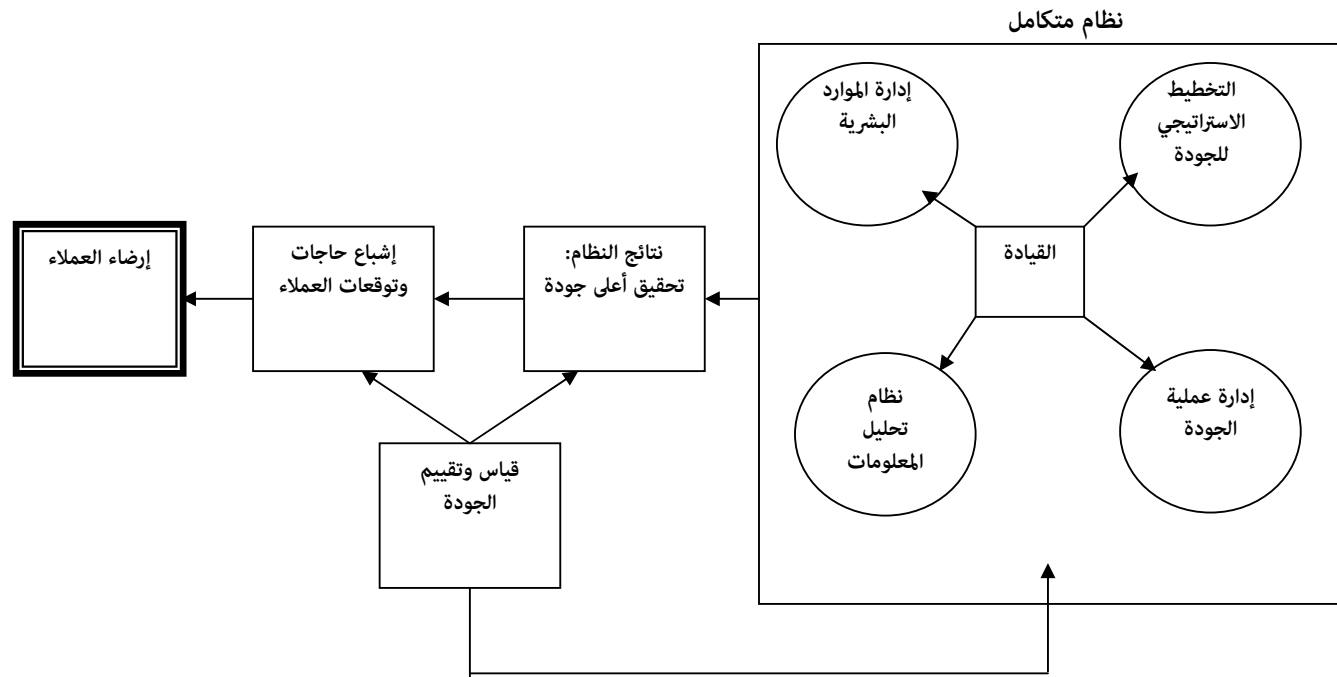 نظام متكامل
التخطيط
الاستراتيجي
للجودة
إدارة الموارد
البشرية
القيادة
إدارة عملية
الجودة
نظام
تحليل
المعلومات
نتائج النظام:
تحقيق أعلى جودة
إشباع حاجات
وتوقعات العملاء
إرضاء العملاء
قياس وتقييم
الجودة